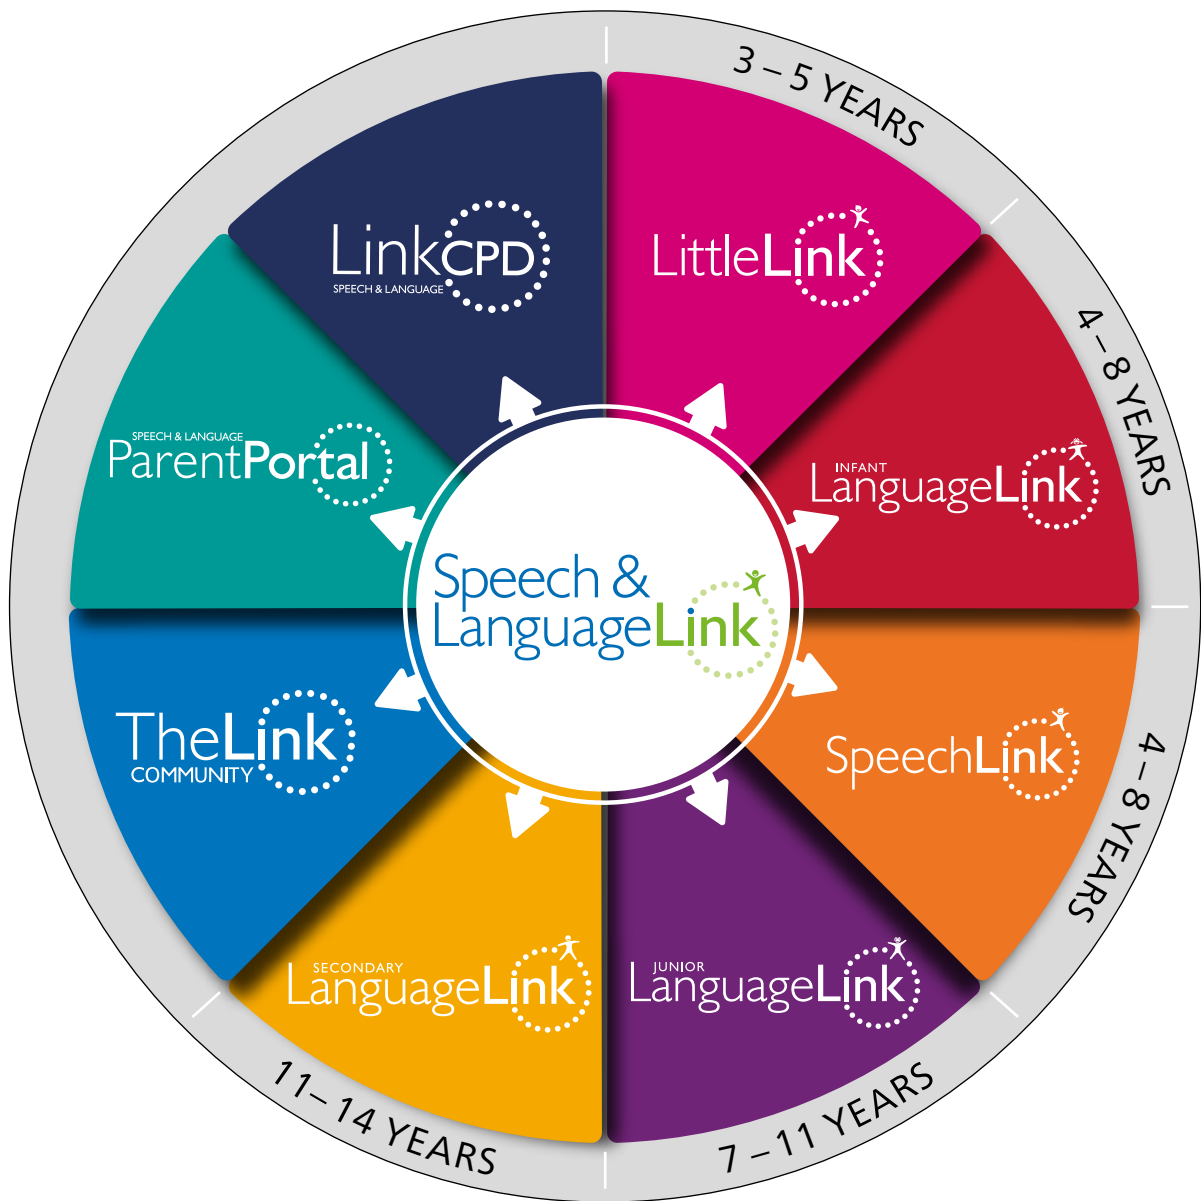 3 – 5 YEARS
LittleLink
4 – 8 YEARS
INFANT
LanguageLink
4 – 8 YEARS
SpeechLink
7 – 11 YEARS
JUNIOR
LanguageLink
11 – 14 YEARS
SECONDARY
LanguageLink
TheLink
COMMUNITY
SPEECH & LANGUAGE
ParentPortal
LinkCPD
SPEECH & LANGUAGE
Speech &
LanguageLink